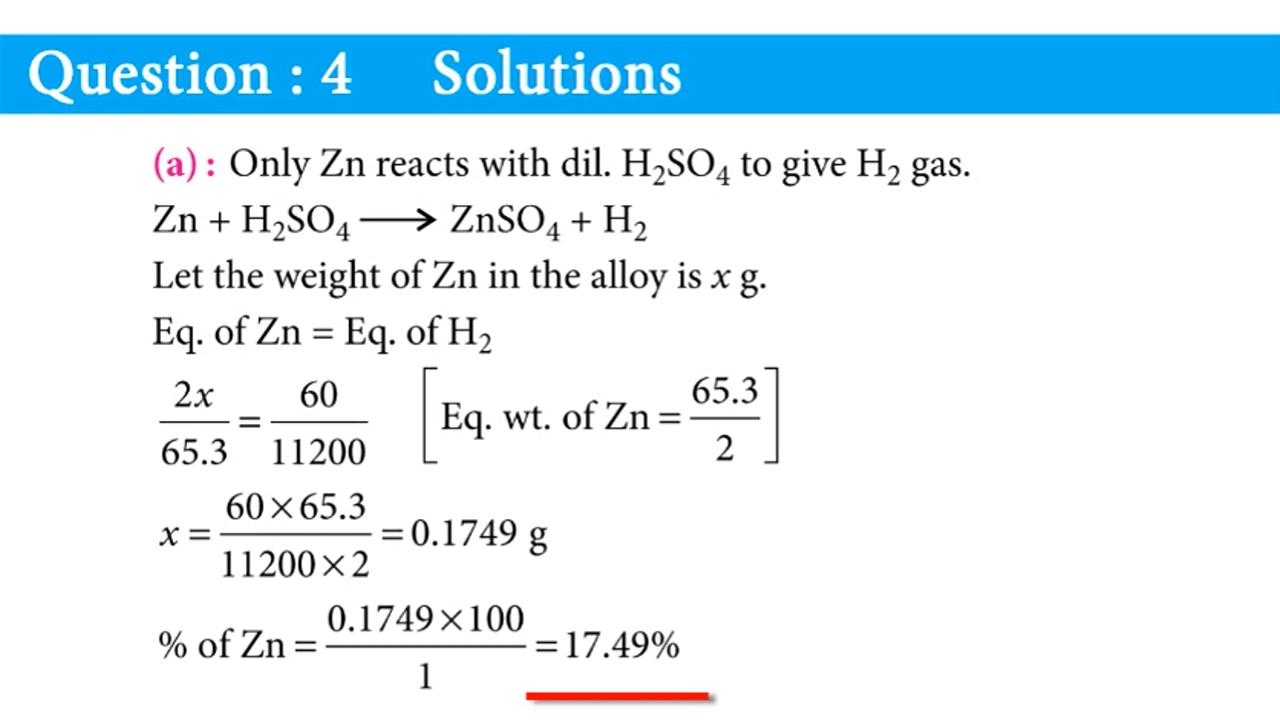 Question : 4 Solutions
(a) : Only Zn reacts with dil. H₂SO₄ to give H₂ gas.
Zn + H₂SO₄ ⟶ ZnSO₄ + H₂
Let the weight of Zn in the alloy is x g.
Eq. of Zn = Eq. of H₂
2x/65.3 = 60/11200 [Eq. wt. of Zn = 65.3/2]
x = 60×65.3/11200×2 = 0.1749 g
% of Zn = 0.1749×100/1 = 17.49%